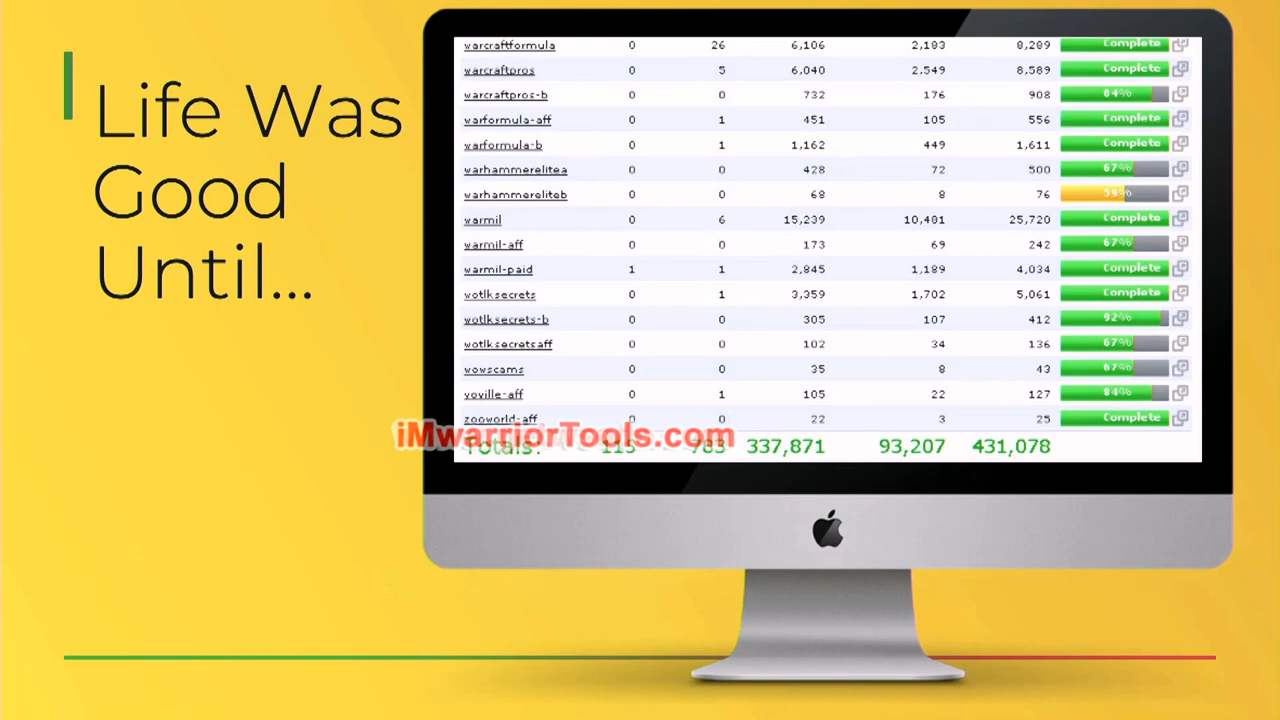 Life Was
Good
Until...
warcraftformula 0 26 6,106 2,183 8,289 Complete
warcraftpros 0 5 6,040 2,549 8,589 Complete
warcraftpros-b 0 0 732 176 908 84%
warformula-aff 0 1 451 105 556 Complete
warformula-b 0 1 1,162 449 1,611 Complete
warhammerelitea 0 0 428 72 500 67%
warhammereliteb 0 0 68 8 76 59%
warmil 0 6 15,239 10,481 25,720 Complete
warmil-aff 0 0 173 69 242 67%
warmil-paid 1 1 2,845 1,189 4,034 Complete
wotlksecrets 0 1 3,359 1,702 5,061 Complete
wotlksecrets-b 0 0 305 107 412 92%
wotlksecretsaff 0 0 102 34 136 67%
wowscams 0 0 35 8 43 67%
yoville-aff 0 1 105 22 127 84%
zooworld-aff 0 0 22 3 25 Complete
iMwarriorTools.com
Totals: 115 783 337,871 93,207 431,078